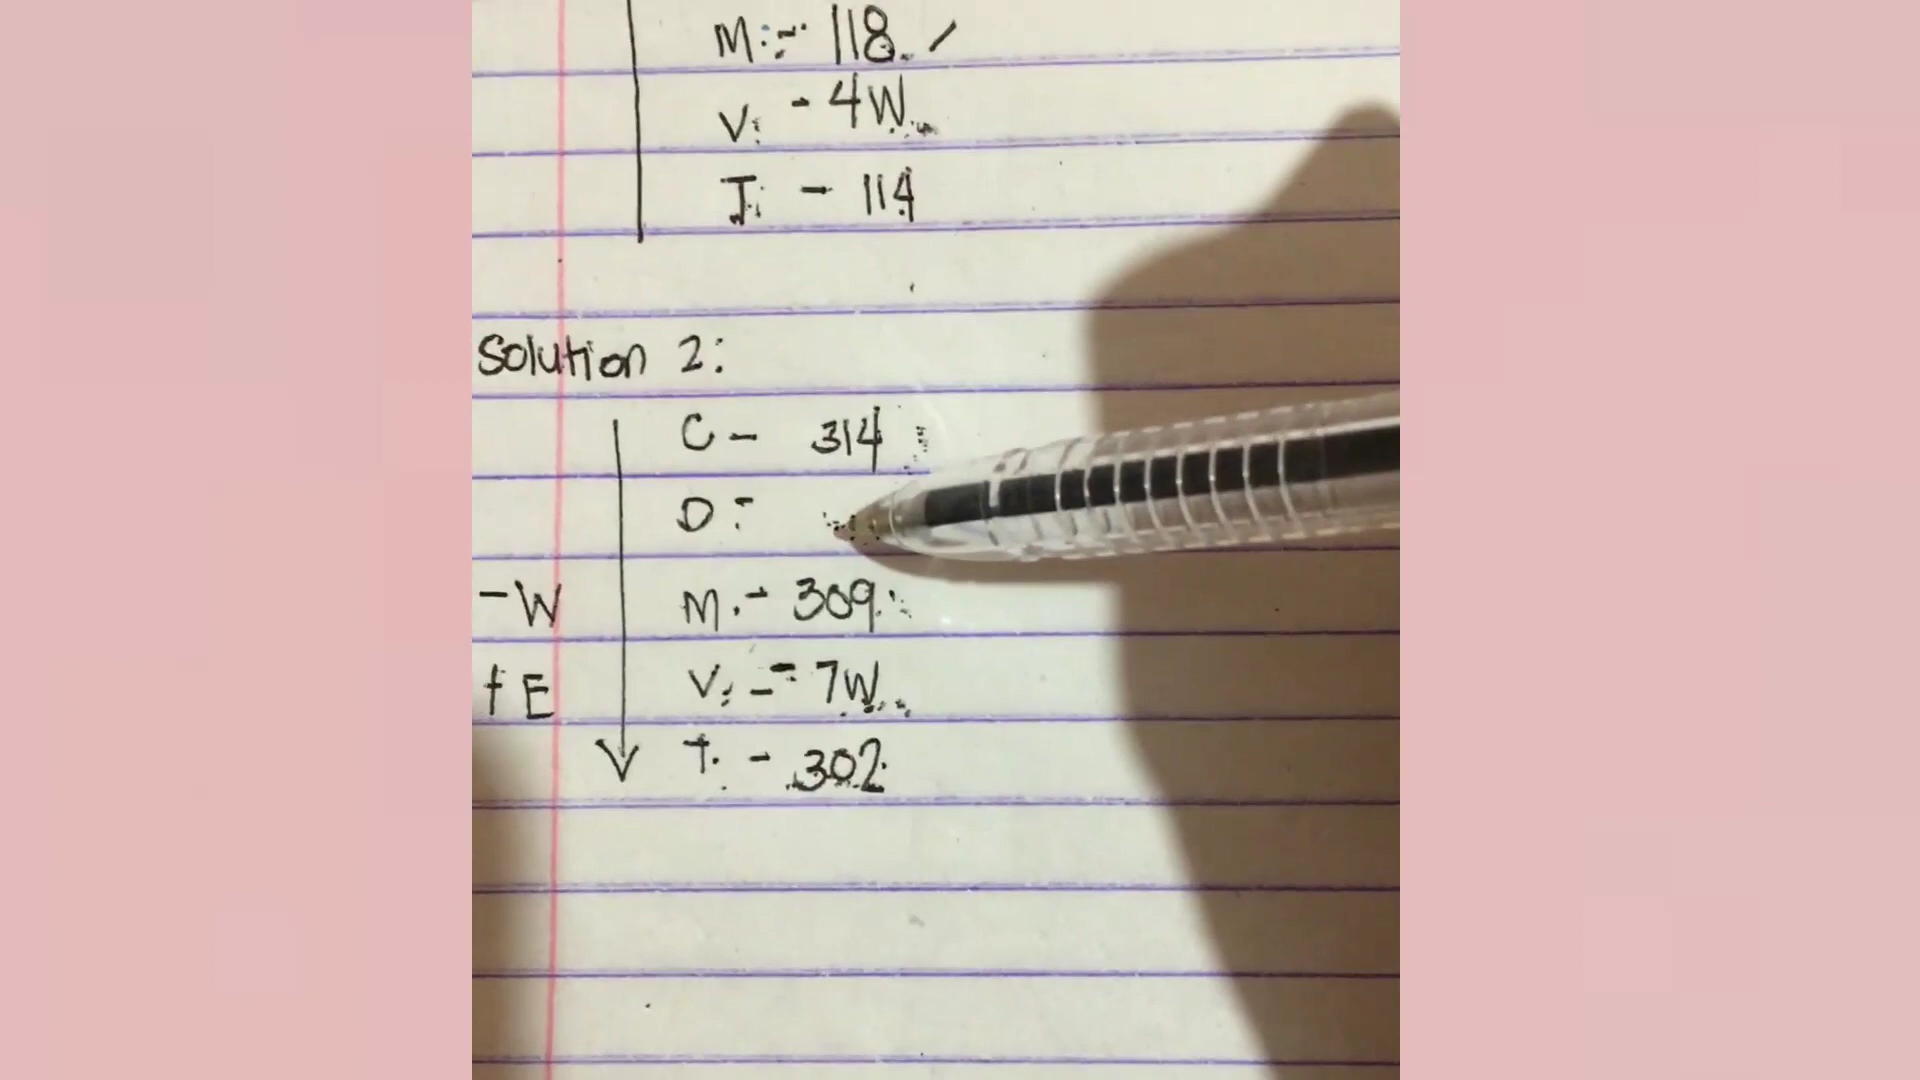 M:- 118
V: - 4W
T: - 114
Solution 2:
C - 314
D:
-W M.- 309
+E V: - 7W
T. - 302